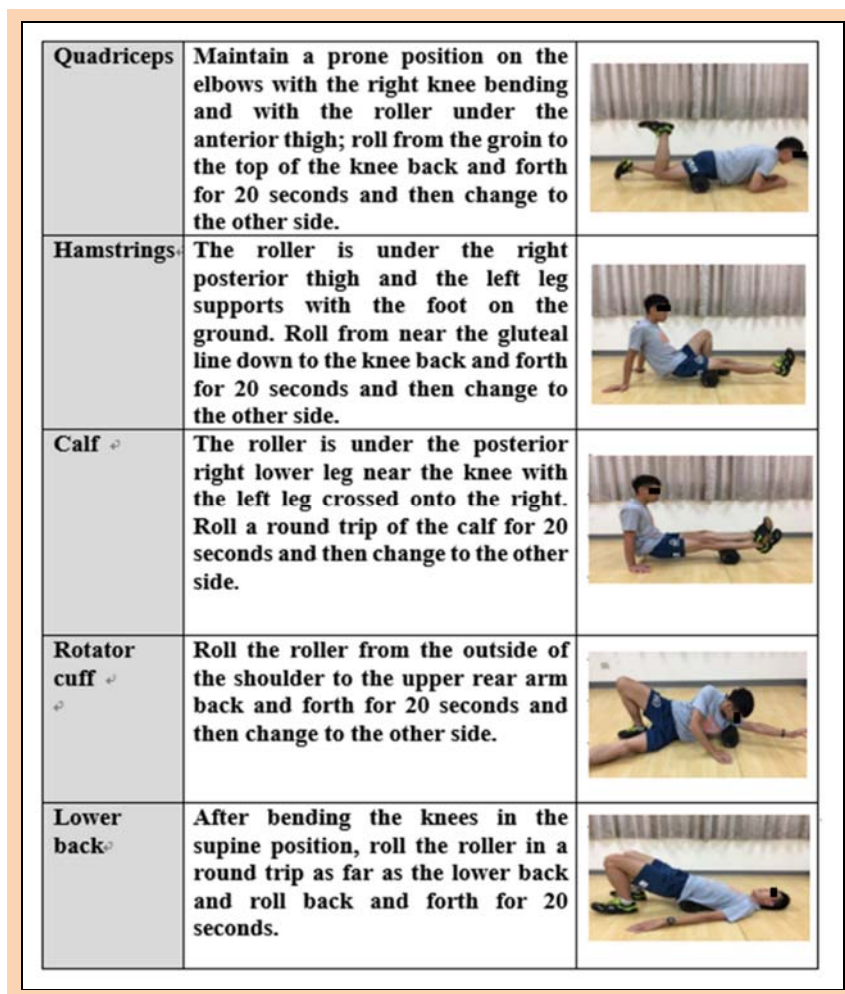 Quadriceps
Maintain a prone position on the
elbows with the right knee bending
and with the roller under the
anterior thigh; roll from the groin to
the top of the knee back and forth
for 20 seconds and then change to
the other side.
Hamstrings
The roller is under the right
posterior thigh and the left leg
supports with the foot on the
ground. Roll from near the gluteal
line down to the knee back and forth
for 20 seconds and then change to
the other side.
Calf
The roller is under the posterior
right lower leg near the knee with
the left leg crossed onto the right.
Roll a round trip of the calf for 20
seconds and then change to the other
side.
Rotator
cuff
Roll the roller from the outside of
the shoulder to the upper rear arm
back and forth for 20 seconds and
then change to the other side.
Lower
back
After bending the knees in the
supine position, roll the roller in a
round trip as far as the lower back
and roll back and forth for 20
seconds.